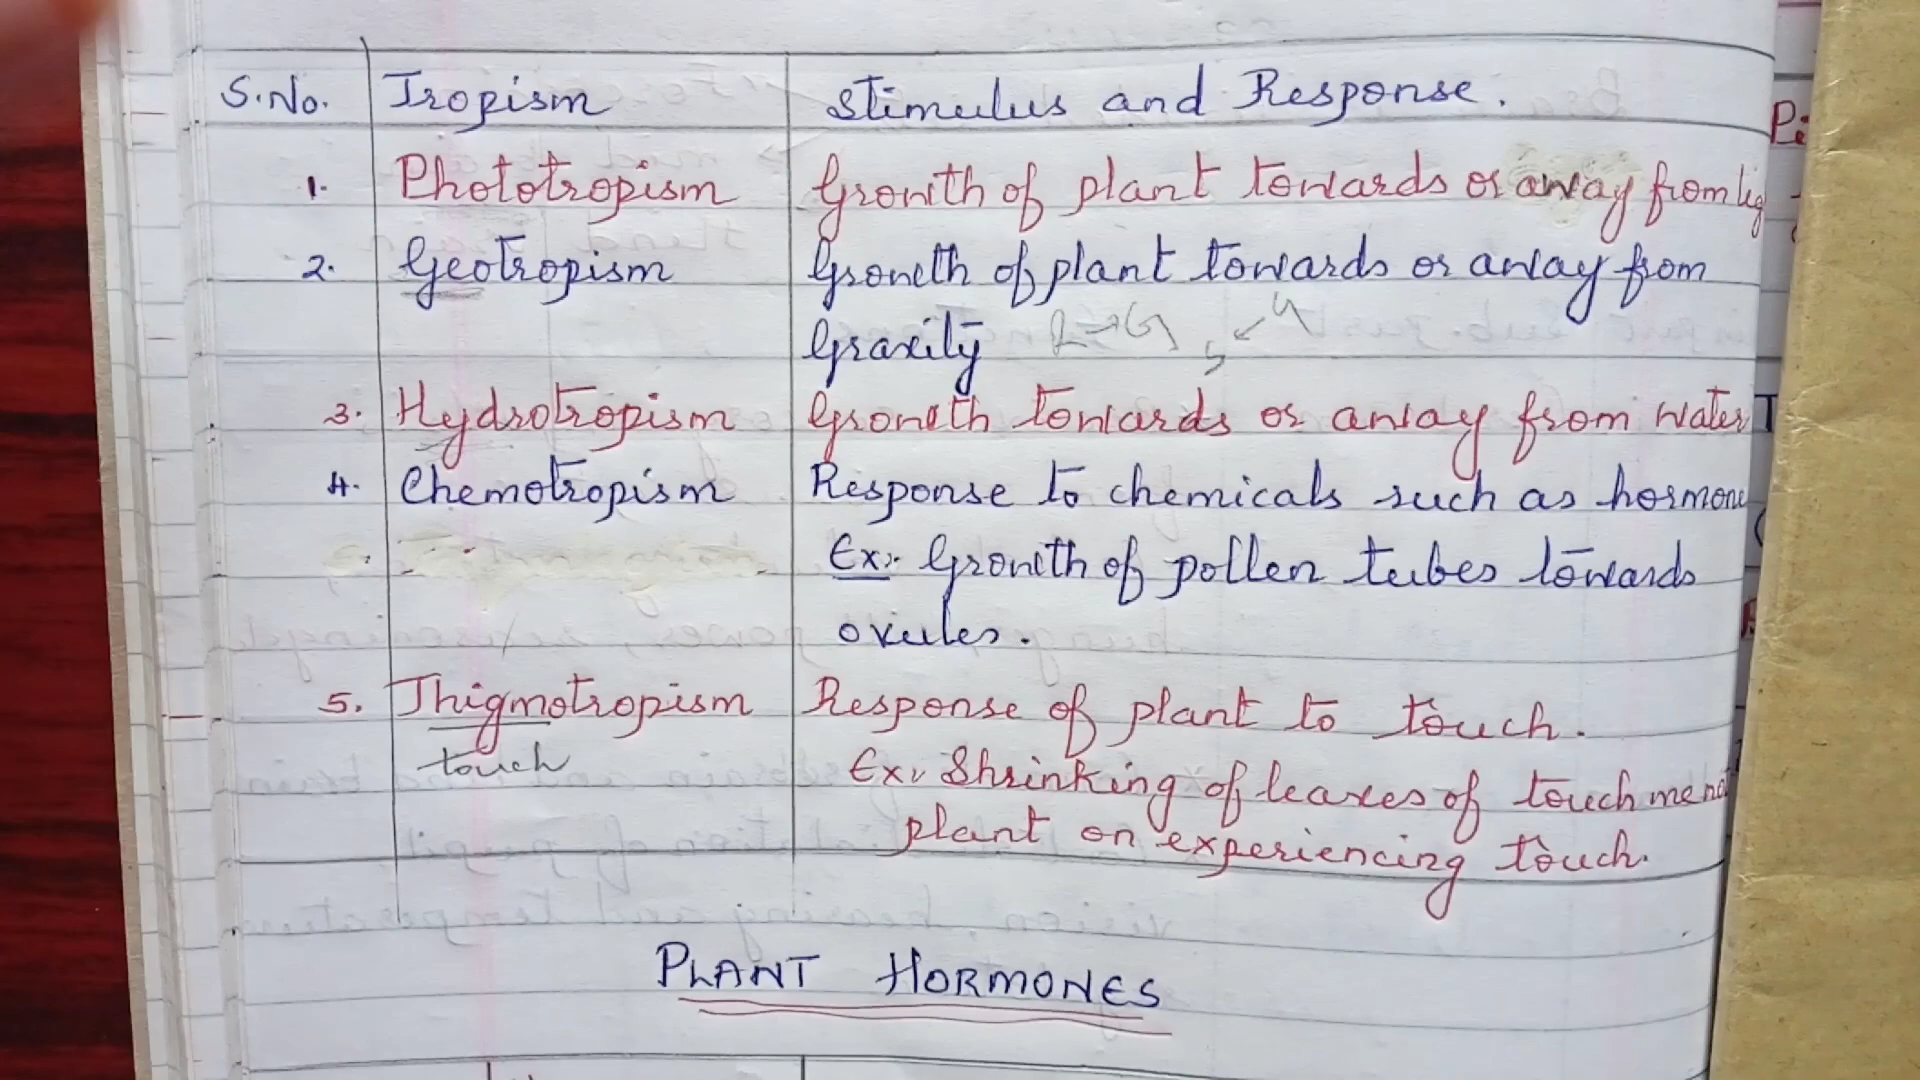 S.No. Tropism Stimulus and Response.
1. Phototropism Growth of plant towards or away from lig
2. Geotropism Growth of plant towards or away from
Gravity
3. Hydrotropism Growth towards or away from water
4. Chemotropism Response to chemicals such as hormone
Ex:- Growth of pollen tubes towards
ovules.
5. Thigmotropism Response of plant to touch.
touch Ex:- Shrinking of leaves of touch me no
plant on experiencing touch.
PLANT HORMONES